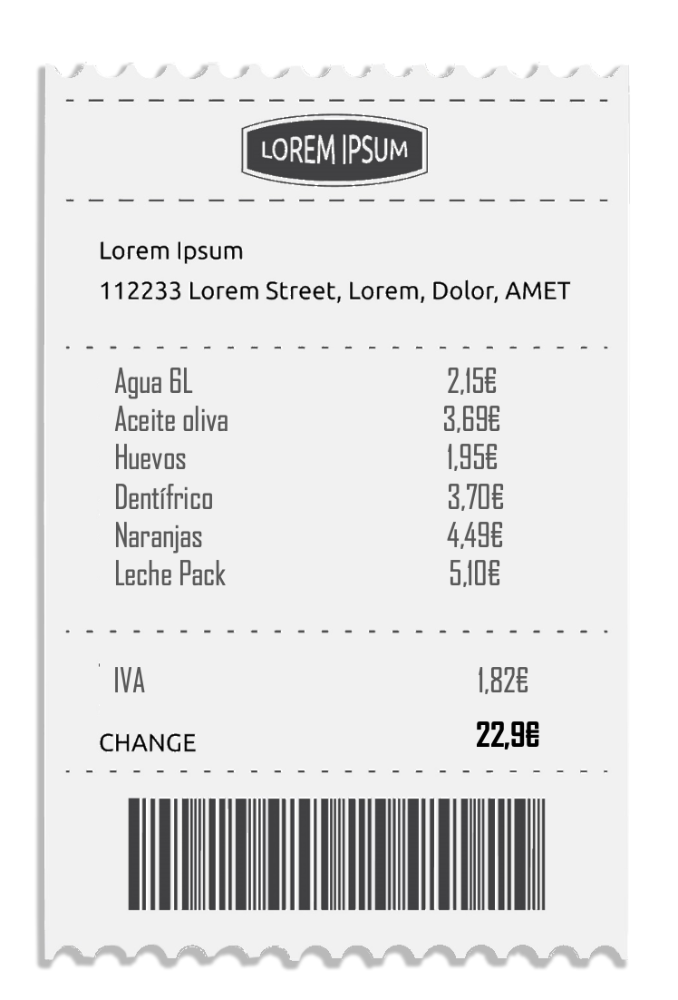 LOREM IPSUM
Lorem Ipsum
112233 Lorem Street, Lorem, Dolor, AMET
Agua 6L 2,15€
Aceite oliva 3,69€
Huevos 1,95€
Dentífrico 3,70€
Naranjas 4,49€
Leche Pack 5,10€
IVA 1,82€
CHANGE 22,9€